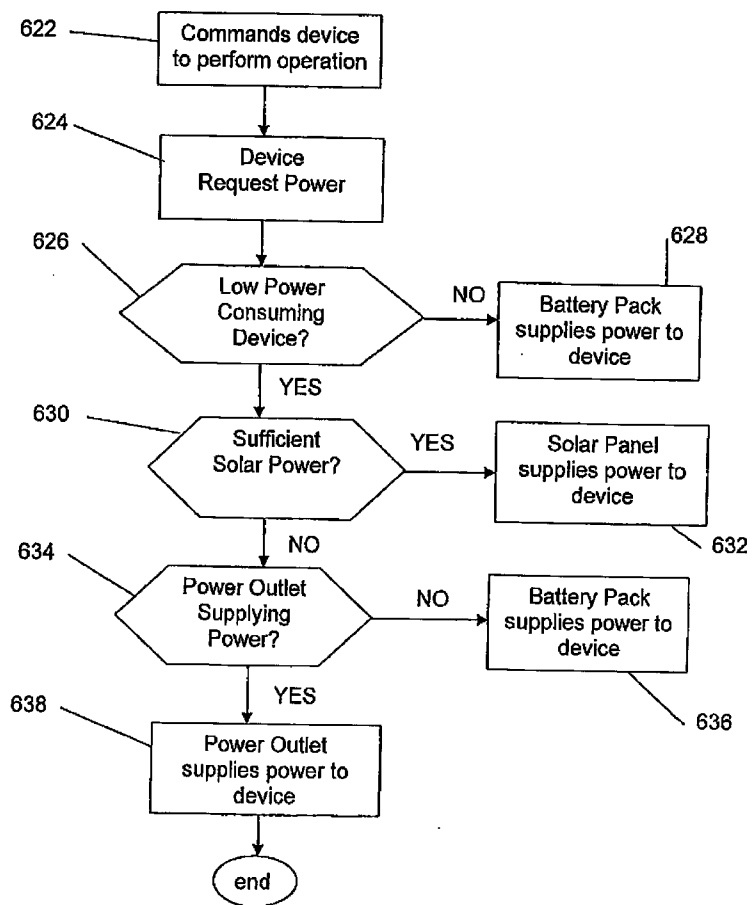 622
Commands device
to perform operation
624
Device
Request Power
626
Low Power
Consuming
Device?
NO
628
Battery Pack
supplies power to
device
YES
630
Sufficient
Solar Power?
YES
Solar Panel
supplies power to
device
632
NO
634
Power Outlet
Supplying
Power?
NO
Battery Pack
supplies power to
device
636
YES
638
Power Outlet
supplies power to
device
end